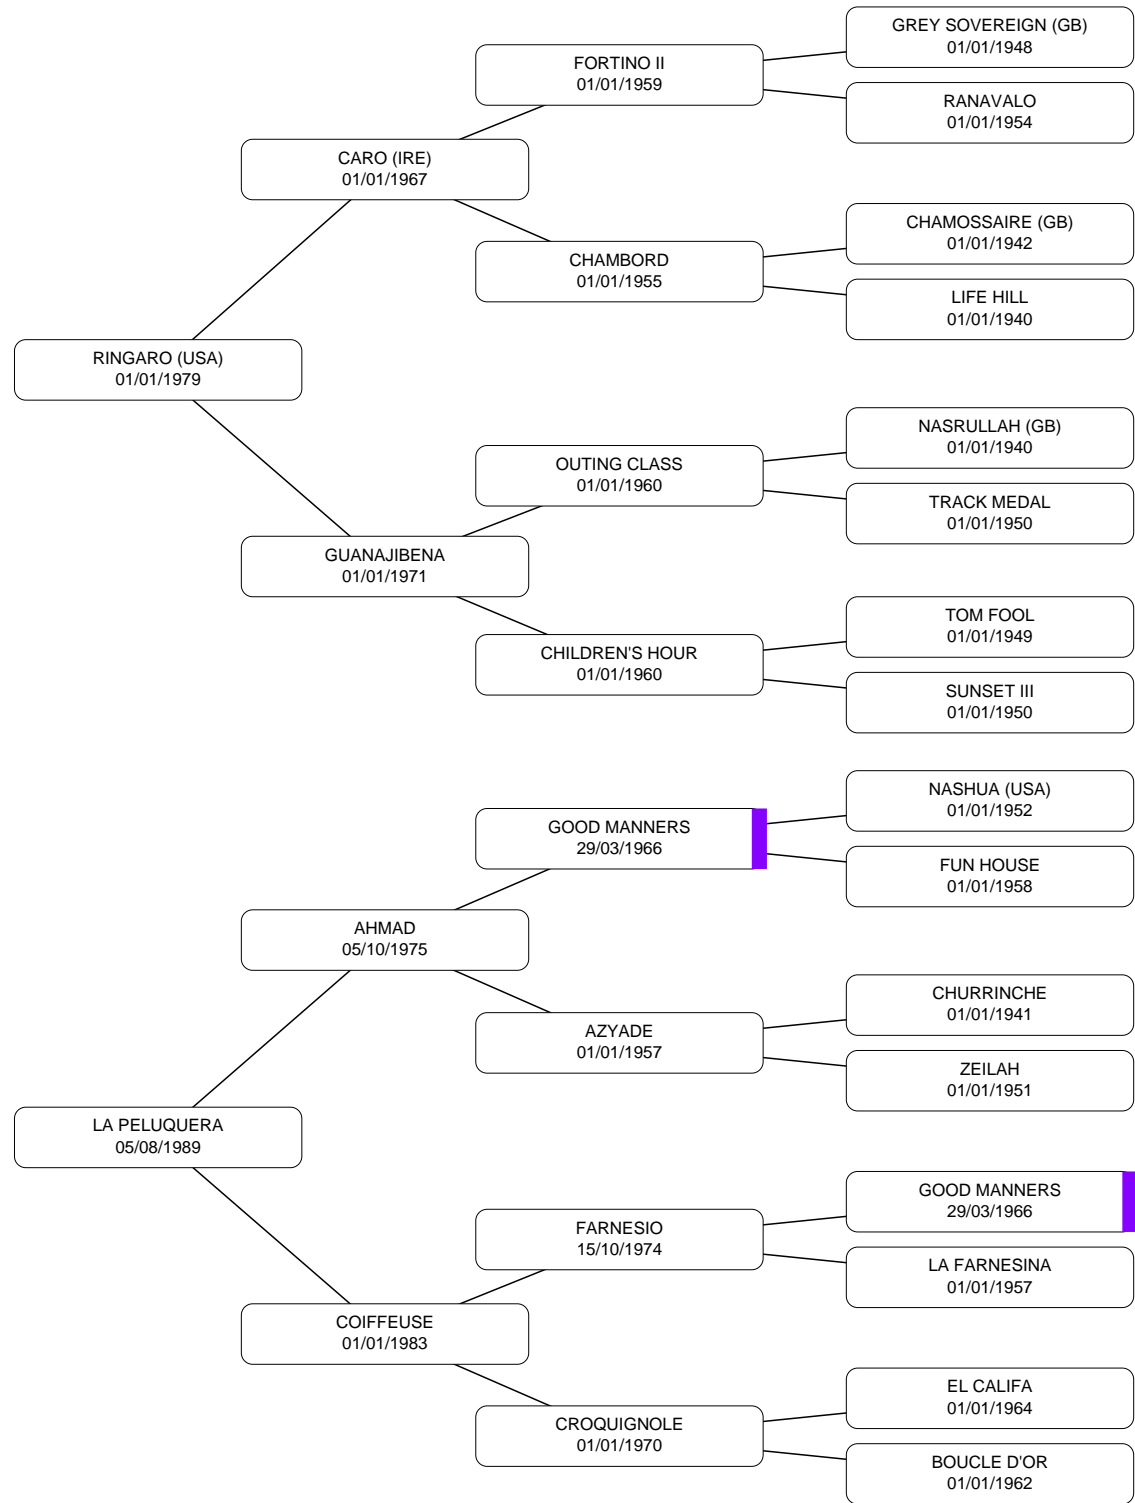 GREY SOVEREIGN (GB)
01/01/1948
FORTINO II
01/01/1959
RANAVALO
01/01/1954
CARO (IRE)
01/01/1967
CHAMOSSAIRE (GB)
01/01/1942
CHAMBORD
01/01/1955
LIFE HILL
01/01/1940
RINGARO (USA)
01/01/1979
NASRULLAH (GB)
01/01/1940
OUTING CLASS
01/01/1960
TRACK MEDAL
01/01/1950
GUANAJIBENA
01/01/1971
TOM FOOL
01/01/1949
CHILDREN'S HOUR
01/01/1960
SUNSET III
01/01/1950
NASHUA (USA)
01/01/1952
GOOD MANNERS
29/03/1966
FUN HOUSE
01/01/1958
AHMAD
05/10/1975
CHURRINCHE
01/01/1941
AZYADE
01/01/1957
ZEILAH
01/01/1951
LA PELUQUERA
05/08/1989
GOOD MANNERS
29/03/1966
FARNESIO
15/10/1974
LA FARNESINA
01/01/1957
COIFFEUSE
01/01/1983
EL CALIFA
01/01/1964
CROQUIGNOLE
01/01/1970
BOUCLE D'OR
01/01/1962